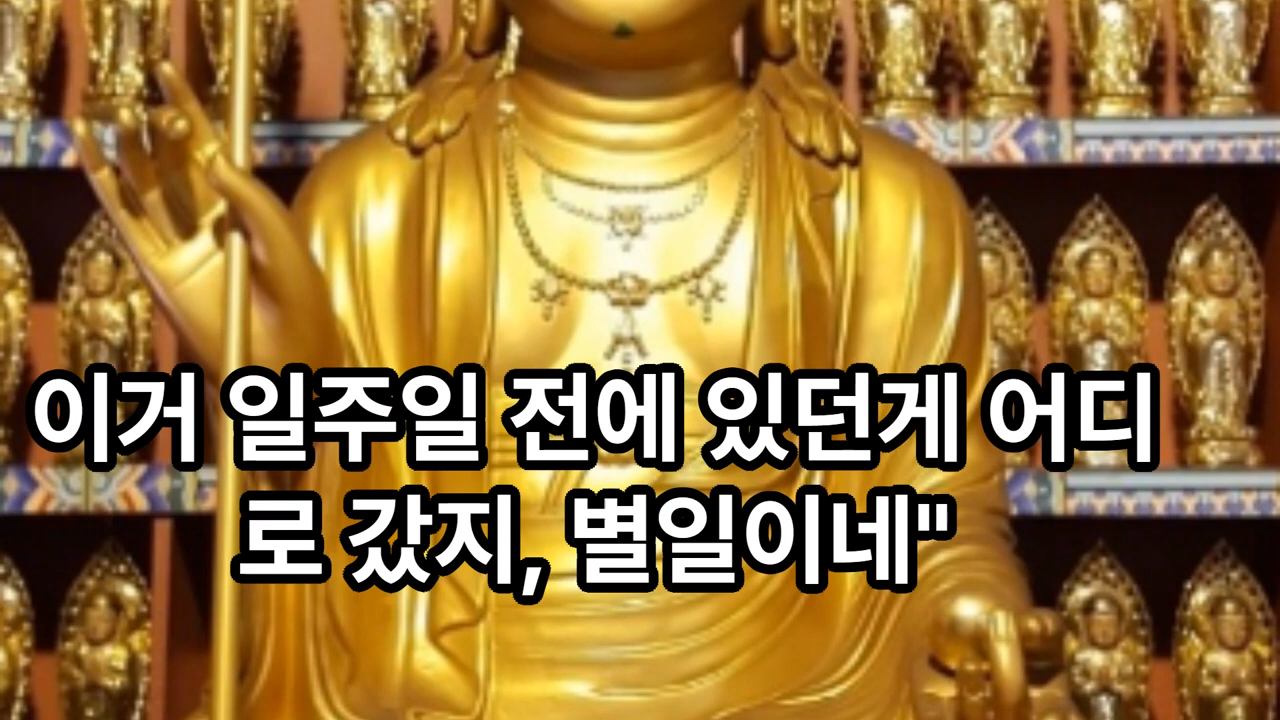 이거 일주일 전에 있던게 어디
로 갔지, 별일이네"